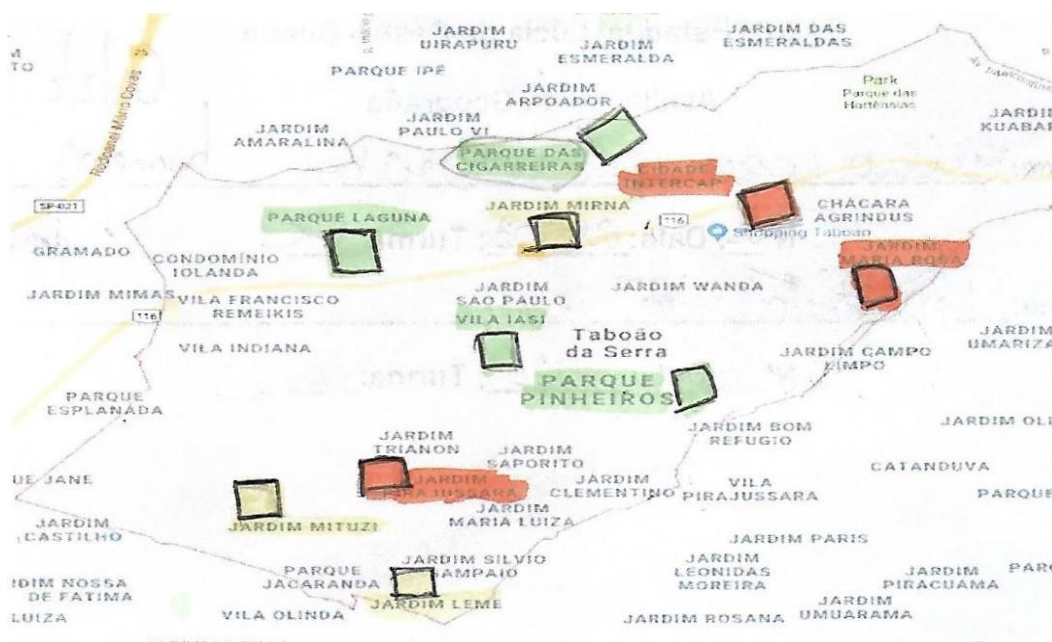 JARDIM
UIRAPURU
JARDIM DAS
ESMERALDAS
JARDIM
ESMERALDA
PARQUE IPÊ
Park
Parque das
Hortênsias
JARDIM
ARPOADOR
JARDIM
PAULO VI
JARDIM
AMARALINA
Rodoanel Mário Covas
PARQUE DAS
CIGARREIRAS
CIDADE
INTERCAP
SP-021
PARQUE LAGUNA
JARDIM MIRNA
116
CHÁCARA
AGRINDUS
Shopping Taboão
GRAMADO
CONDOMÍNIO
IOLANDA
JARDIM
MARIA ROSA
JARDIM MIMAS
VILA FRANCISCO
REMEIKIS
JARDIM
SAO PAULO
JARDIM WANDA
116
VILA IASI
VILA INDIANA
Taboão
da Serra
JARDIM
UMARIZA
JARDIM CAMPO
LIMPO
PARQUE
PINHEIROS
PARQUE
ESPLANADA
JARDIM BOM
REFUGIO
JARDIM OLI
JARDIM
TRIANON
JARDIM
SAPORITO
CATANDUVA
UE JANE
JARDIM
PIRAJUSSARA
JARDIM
CLEMENTINO
VILA
PIRAJUSSARA
PARQUE
JARDIM
MARIA LUIZA
JARDIM MITUZI
JARDIM
CASTILHO
JARDIM PARIS
PARQUE
JACARANDA
JARDIM SILVIO
SAMPAIO
JARDIM
LEONIDAS
MOREIRA
JARDIM
PIRACUAMA
PAR
IDIM NOSSA
DE FATIMA
JARDIM LEME
LUIZA
VILA OLINDA
JARDIM ROSANA
JARDIM
UMUARAMA